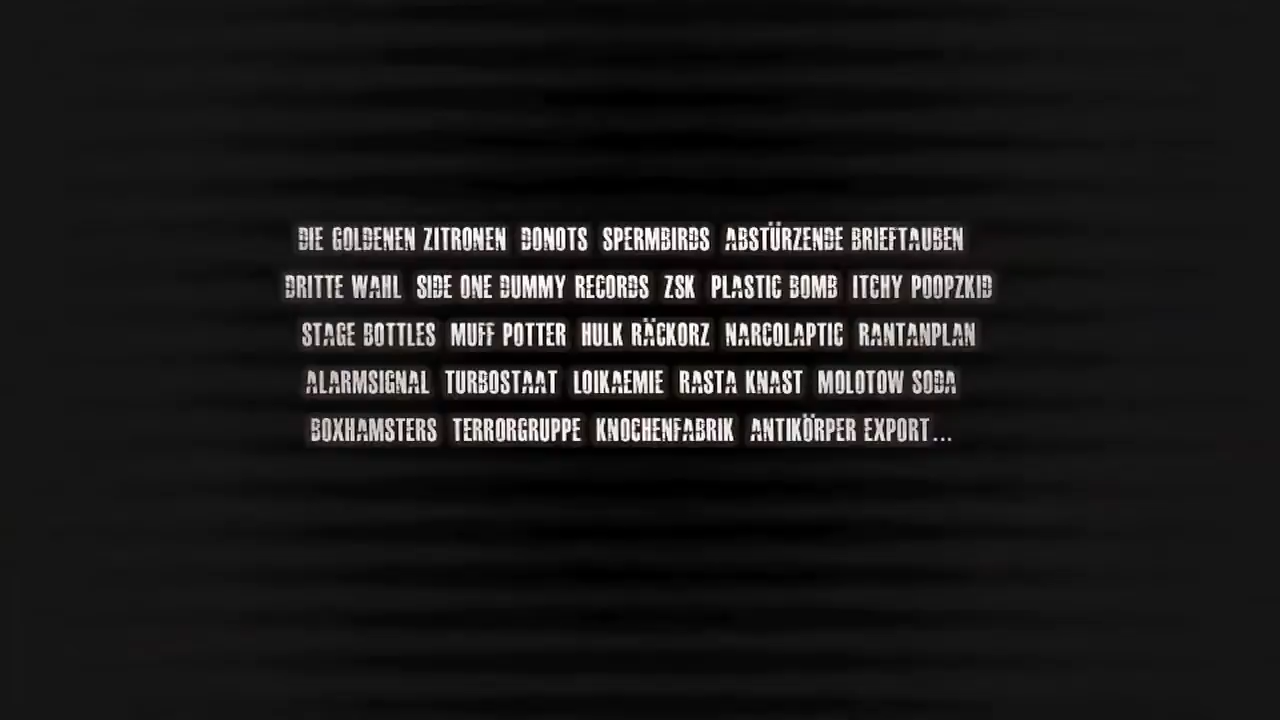 DIE GOLDENEN ZITRONEN DONOTS SPERMBIRDS ABSTÜRZENDE BRIEFTAUBEN
DRITTE WAHL SIDE ONE DUMMY RECORDS ZSK PLASTIC BOMB ITCHY POOPZKID
STAGE BOTTLES MUFF POTTER HULK RÄCKORZ NARCOLAPTIC RANTANPLAN
ALARMSIGNAL TURBOSTAAT LOIKAEMIE RASTA KNAST MOLOTOW SODA
BOXHAMSTERS TERRORGRUPPE KNOCHENFABRIK ANTIKÖRPER EXPORT...